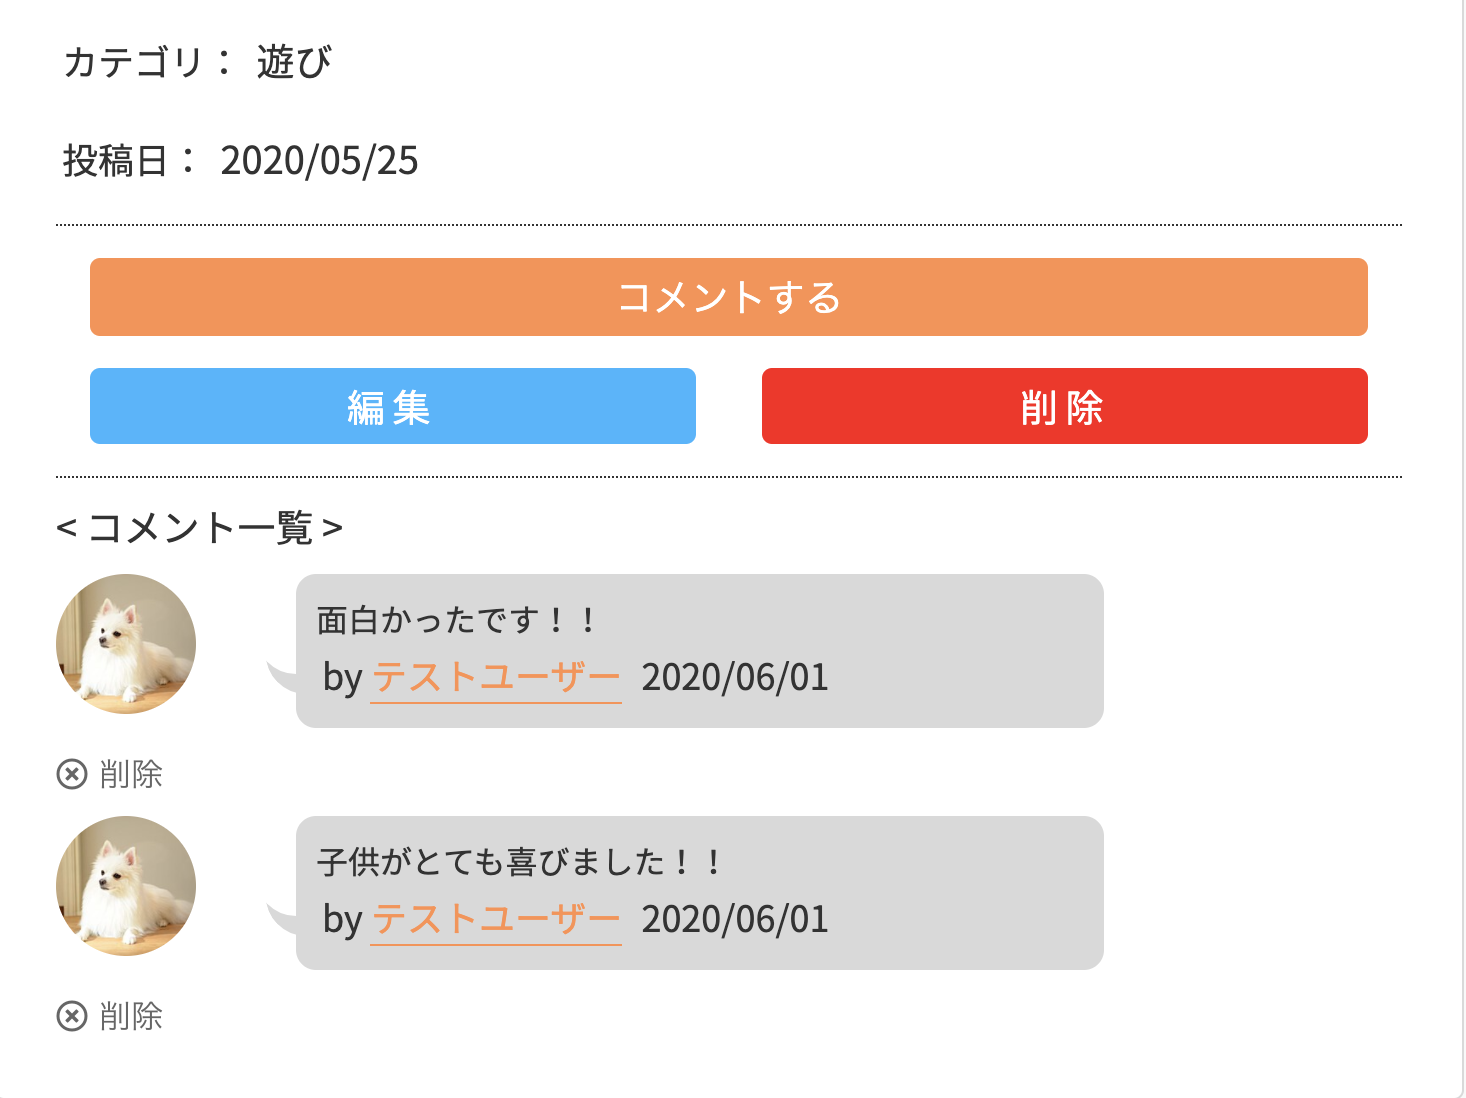 カテゴリ： 遊び
投稿日： 2020/05/25
コメントする
編集
削除
< コメント一覧 >
面白かったです！！
by テストユーザー 2020/06/01
削除
子供がとても喜びました！！
by テストユーザー 2020/06/01
削除